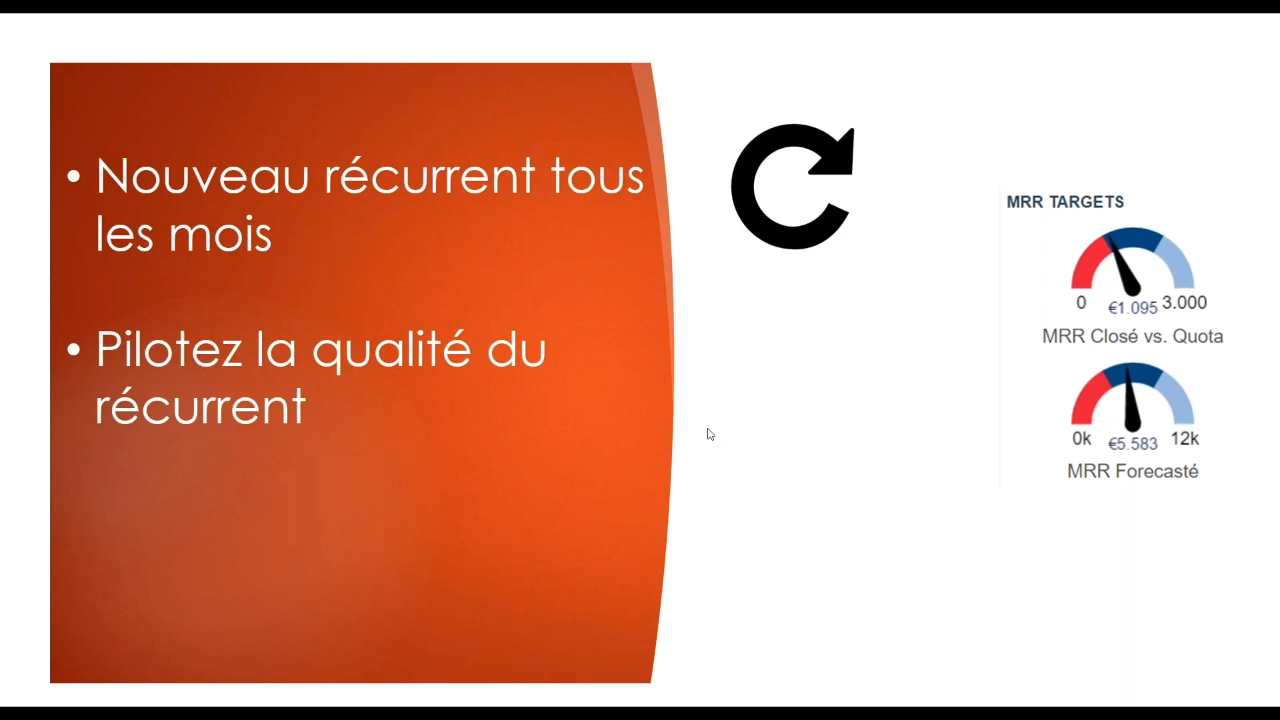 • Nouveau récurrent tous
les mois
• Pilotez la qualité du
récurrent
MRR TARGETS
0 €1.095 3.000
MRR Closé vs. Quota
0k €5.583 12k
MRR Forecasté